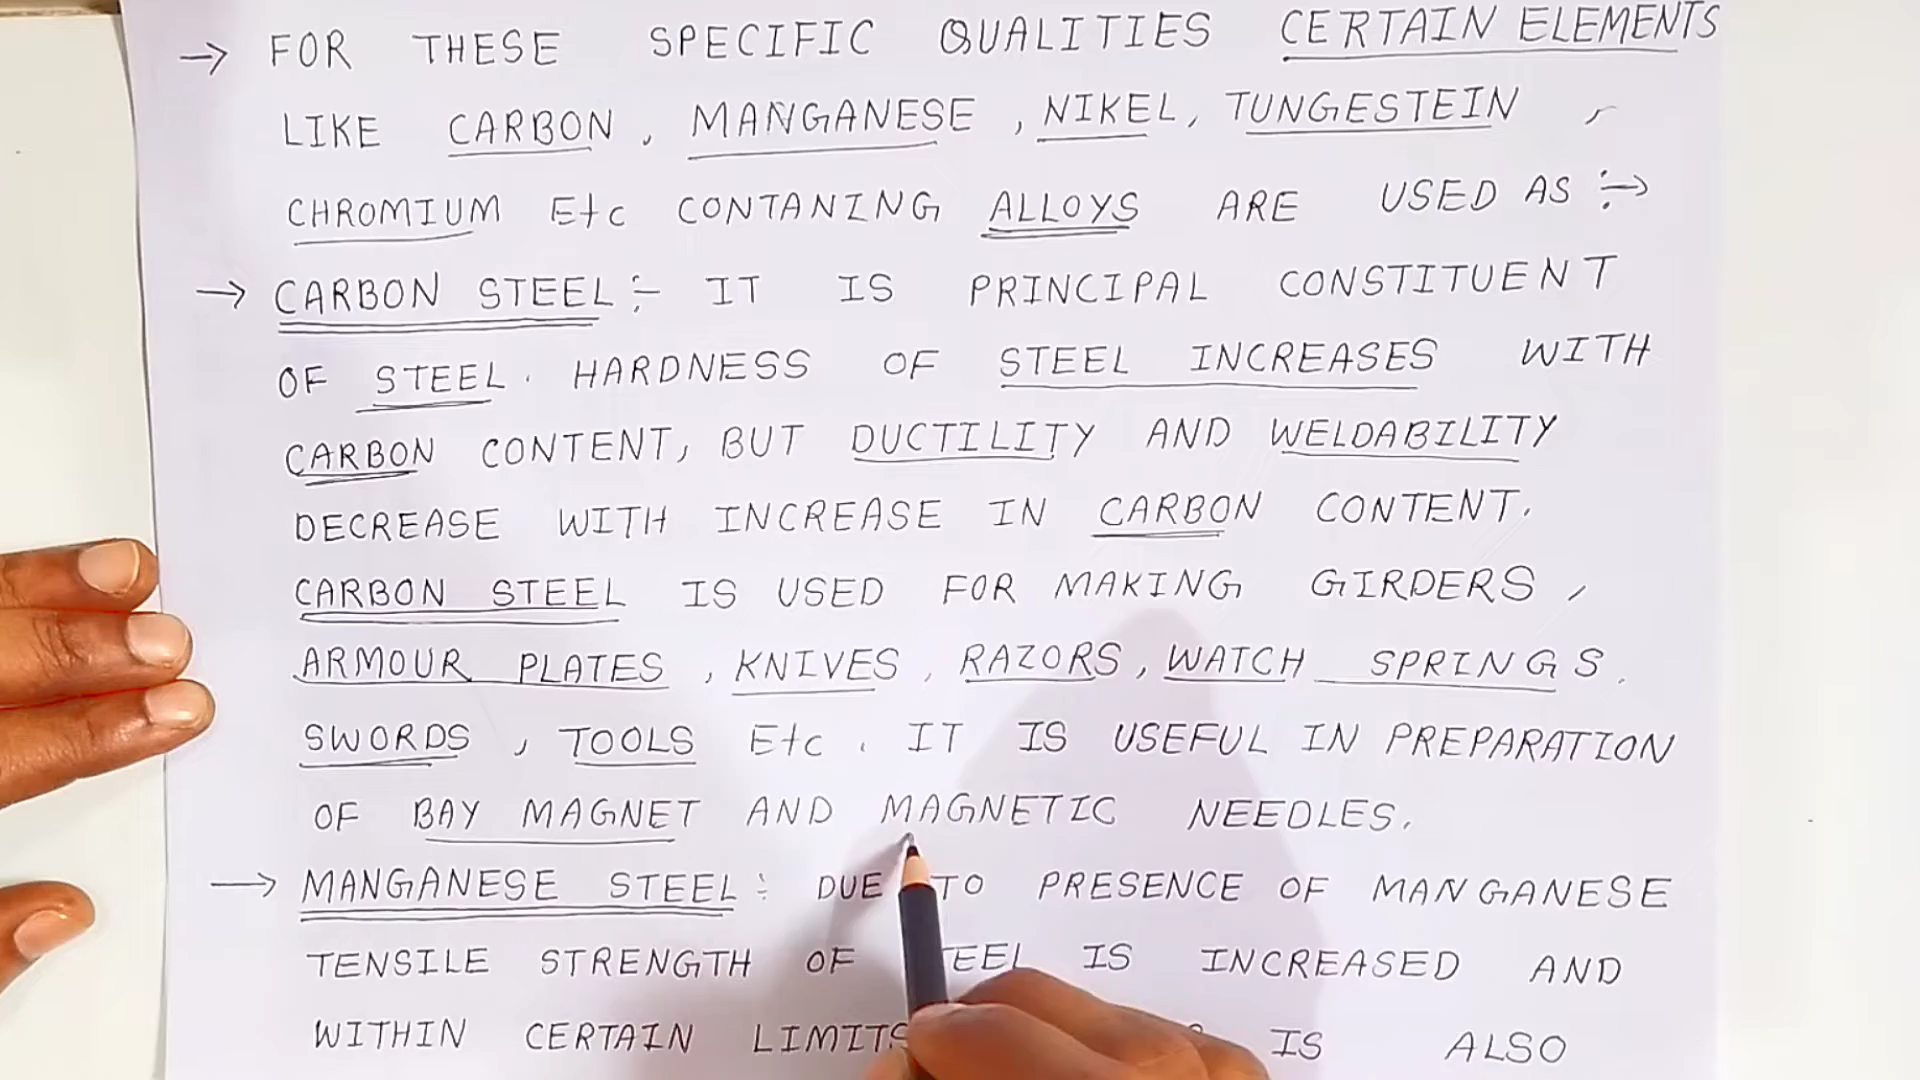 → FOR THESE SPECIFIC QUALITIES CERTAIN ELEMENTS
LIKE CARBON, MANGANESE, NIKEL, TUNGESTEIN,
CHROMIUM Etc CONTANING ALLOYS ARE USED AS :→
→ CARBON STEEL :- IT IS PRINCIPAL CONSTITUENT
OF STEEL. HARDNESS OF STEEL INCREASES WITH
CARBON CONTENT, BUT DUCTILITY AND WELDABILITY
DECREASE WITH INCREASE IN CARBON CONTENT.
CARBON STEEL IS USED FOR MAKING GIRDERS,
ARMOUR PLATES, KNIVES, RAZORS, WATCH SPRINGS.
SWORDS, TOOLS Etc. IT IS USEFUL IN PREPARATION
OF BAY MAGNET AND MAGNETIC NEEDLES.
→ MANGANESE STEEL : DUE TO PRESENCE OF MANGANESE
TENSILE STRENGTH OF EEL IS INCREASED AND
WITHIN CERTAIN LIMITS IS ALSO